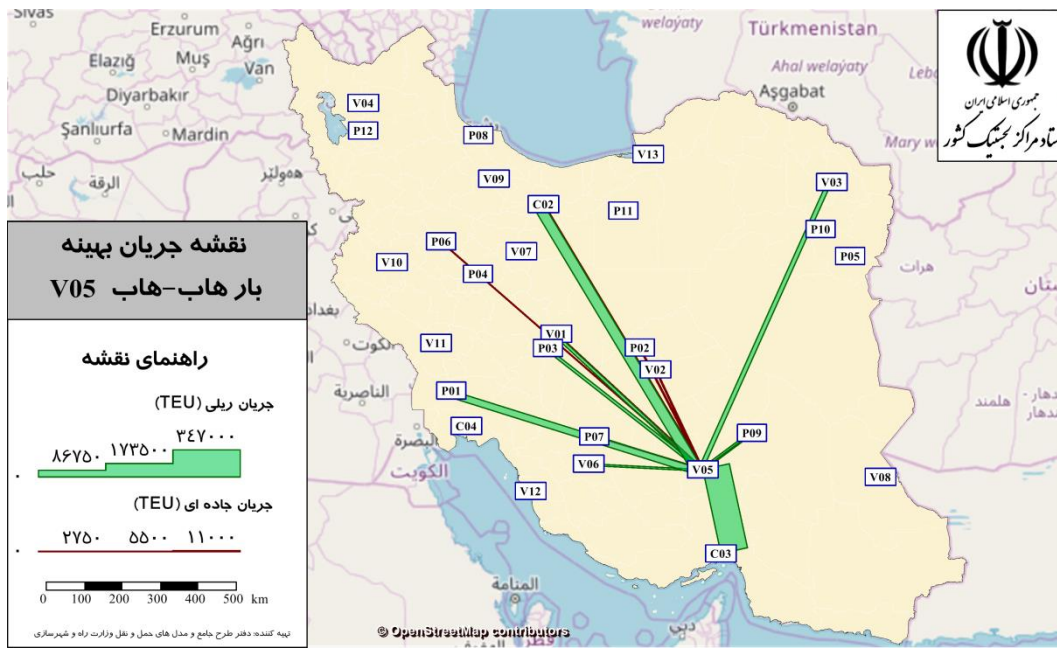 Sivas
Erzurum
Ağrı
Elazığ
Muş
Van
Diyarbakır
Şanlıurfa
Mardin
الرقة
حلب
هەولێر
welaýaty
Türkmenistan
Ahal welaýaty
Aşgabat
جمهوری اسلامی ایران
ستاد مراکز لجستیک کشور
V04
P12
P08
V13
V09
V03
C02
P11
P10
P06
V07
P05
V10
P04
هرات
V01
P03
P02
V11
V02
P01
هلمند
C04
P07
P09
V06
V05
V08
V12
C03
الكوت
الناصرية
البصرة
الكويت
المنامة
دبي
قطر
نقشه جریان بهینه
بار هاب-هاب V05
راهنمای نقشه
جریان ریلی (TEU)
۸۶۷۵۰ ۱۷۳۵۰۰ ۳۴۷۰۰۰
جریان جاده ای (TEU)
۲۷۵۰ ۵۵۰۰ ۱۱۰۰۰
0 100 200 300 400 500 km
تهیه کننده: دفتر طرح جامع و مدل های حمل و نقل وزارت راه و شهرسازی
© OpenStreetMap contributors